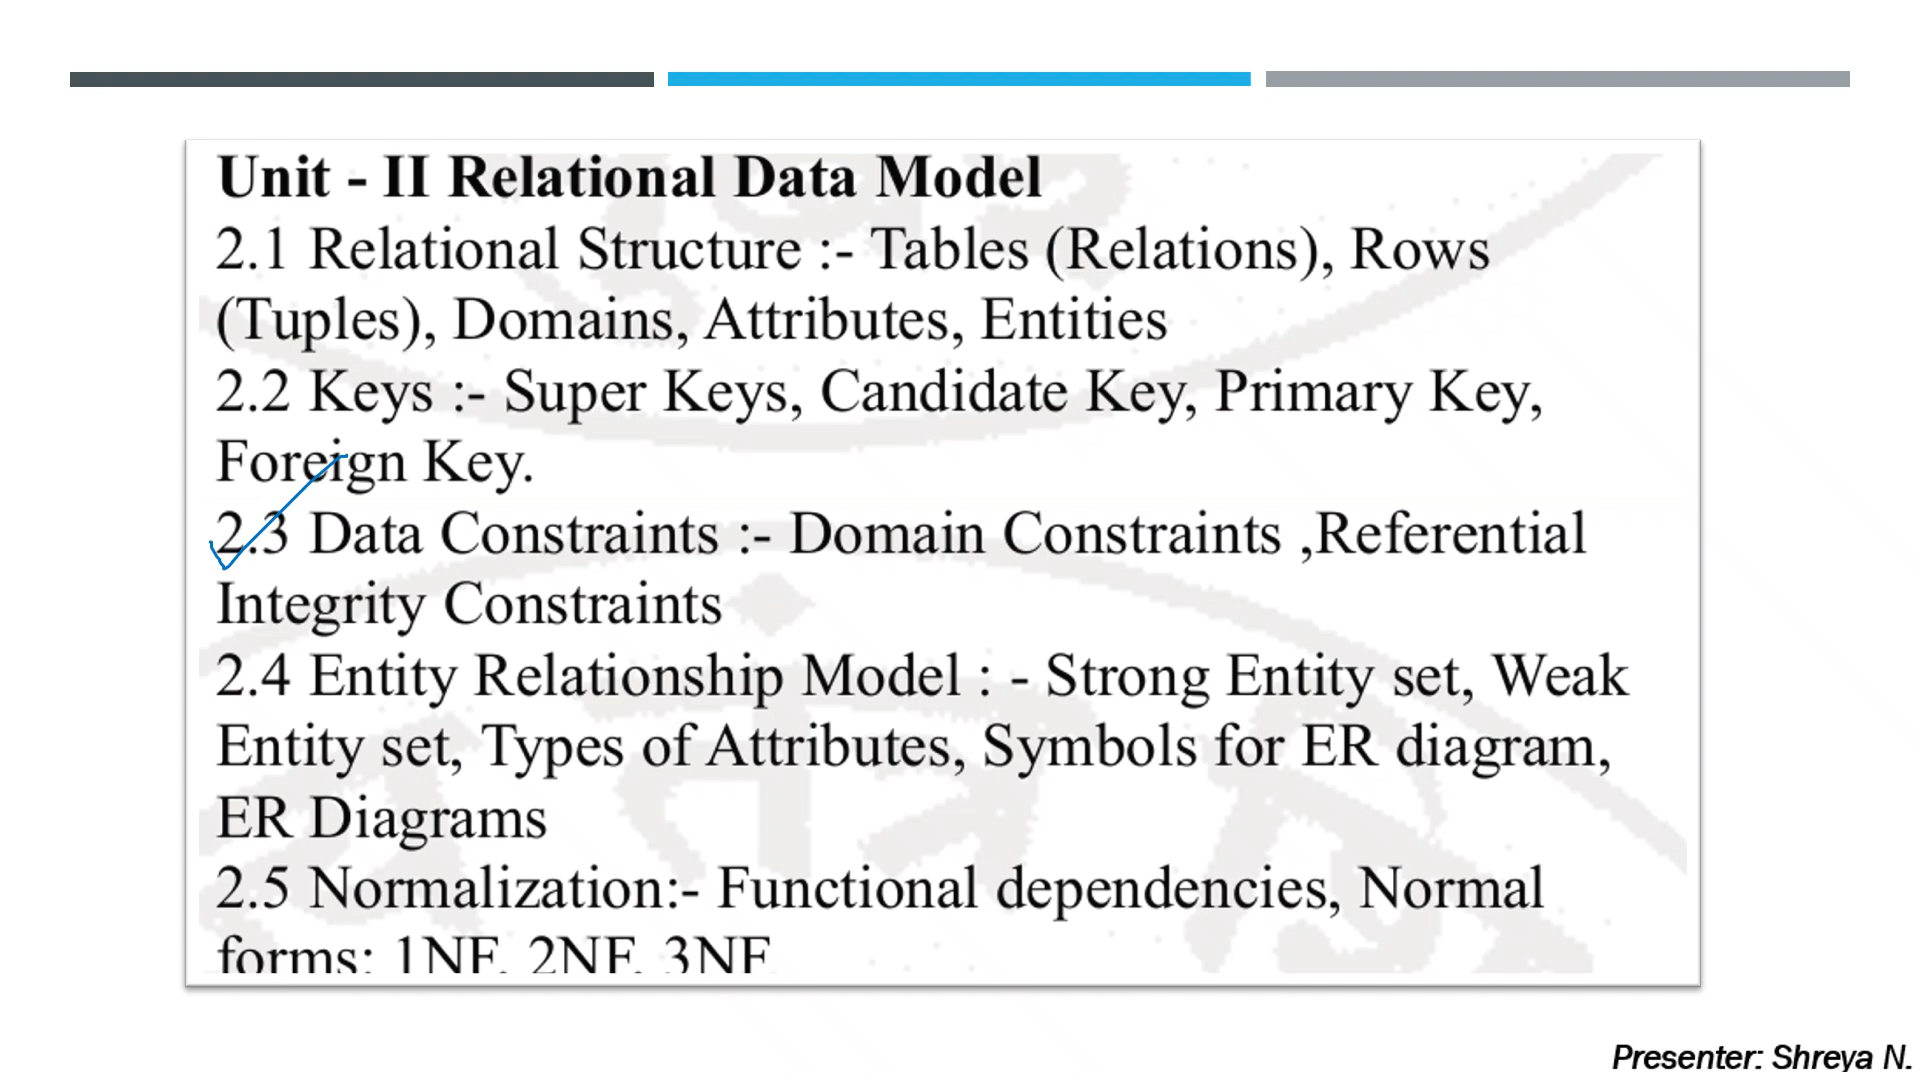 Unit - II Relational Data Model
2.1 Relational Structure :- Tables (Relations), Rows
(Tuples), Domains, Attributes, Entities
2.2 Keys :- Super Keys, Candidate Key, Primary Key,
Foreign Key.
2.3 Data Constraints :- Domain Constraints ,Referential
Integrity Constraints
2.4 Entity Relationship Model : - Strong Entity set, Weak
Entity set, Types of Attributes, Symbols for ER diagram,
ER Diagrams
2.5 Normalization:- Functional dependencies, Normal
forms: 1NF, 2NF, 3NF
Presenter: Shreya N.